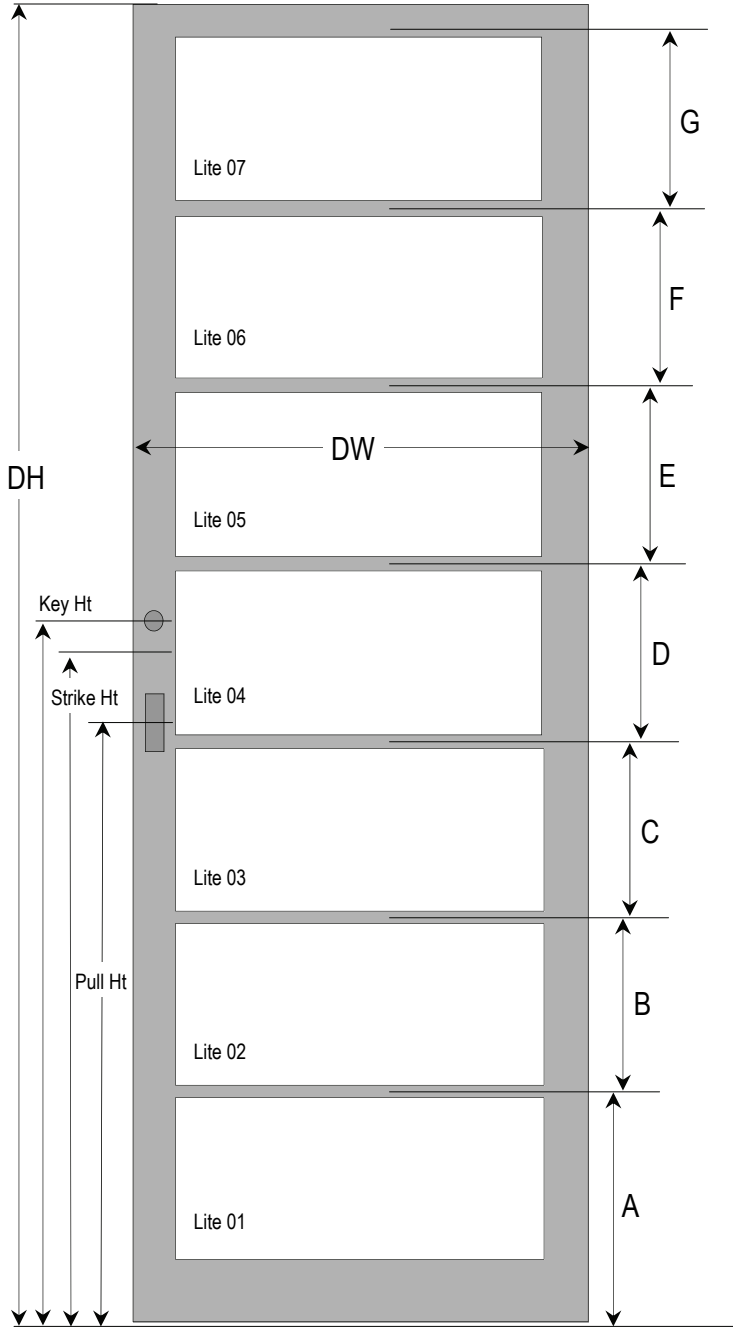 G
Lite 07
F
Lite 06
DW
DH
E
Lite 05
Key Ht
D
Strike Ht
Lite 04
C
Lite 03
Pull Ht
B
Lite 02
A
Lite 01